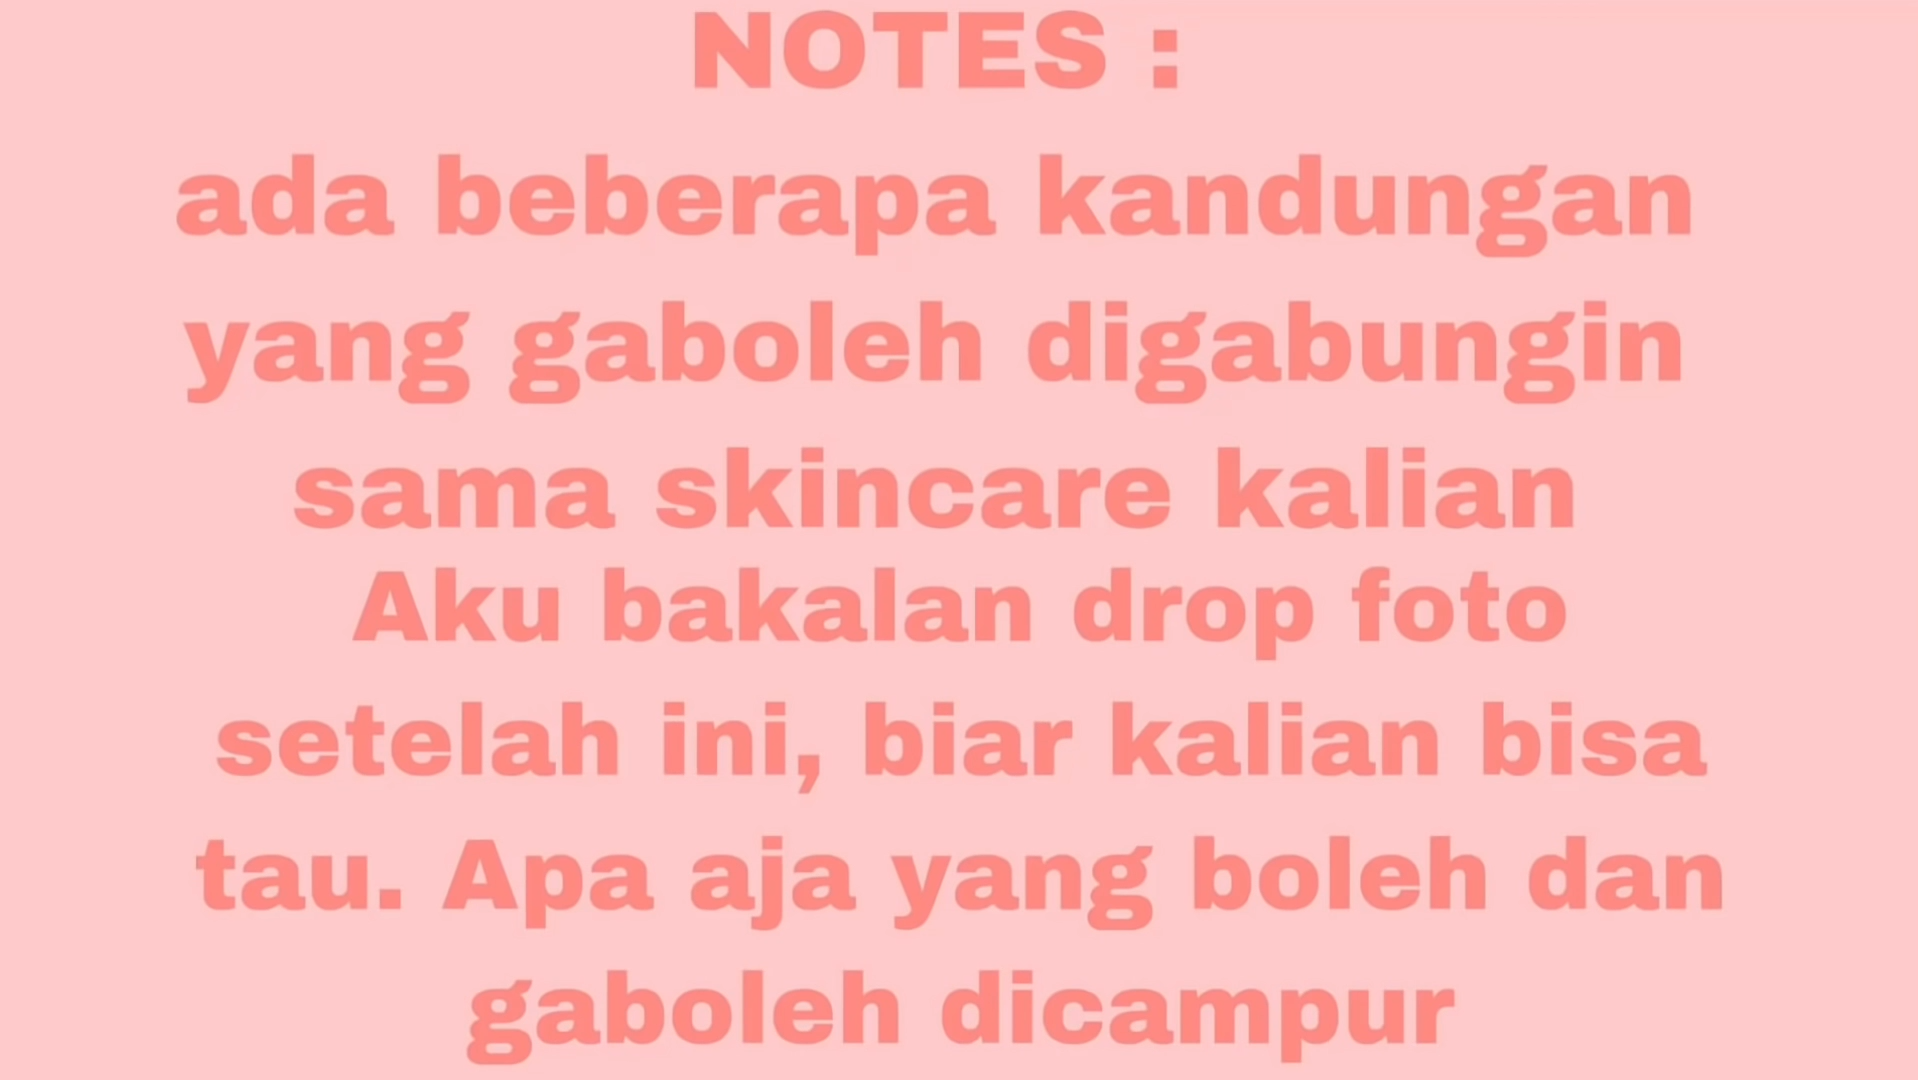 NOTES :
ada beberapa kandungan
yang gaboleh digabungin
sama skincare kalian
Aku bakalan drop foto
setelah ini, biar kalian bisa
tau. Apa aja yang boleh dan
gaboleh dicampur